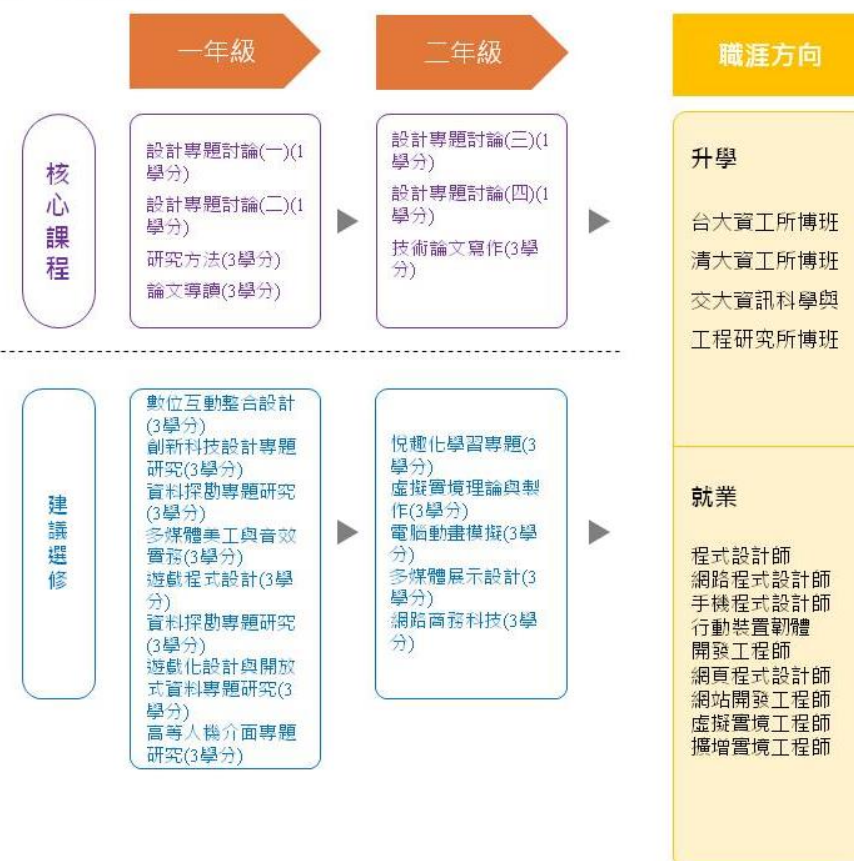 一年級
二年級
職涯方向
核
心
課
程
設計專題討論(一)(1
學分)
設計專題討論(二)(1
學分)
研究方法(3學分)
論文導讀(3學分)
設計專題討論(三)(1
學分)
設計專題討論(四)(1
學分)
技術論文寫作(3學
分)
升學
台大資工所博班
清大資工所博班
交大資訊科學與
工程研究所博班
建
議
選
修
數位互動整合設計
(3學分)
創新科技設計專題
研究(3學分)
資料探勘專題研究
(3學分)
多媒體美工與音效
實務(3學分)
遊戲程式設計(3學
分)
資料探勘專題研究
(3學分)
遊戲化設計與開放
式資料專題研究(3
學分)
高等人機介面專題
研究(3學分)
悅趣化學習專題(3
學分)
虛擬實境理論與製
作(3學分)
電腦動畫模擬(3學
分)
多媒體展示設計(3
學分)
網路商務科技(3學
分)
就業
程式設計師
網路程式設計師
手機程式設計師
行動裝置韌體
開發工程師
網頁程式設計師
網站開發工程師
虛擬實境工程師
擴增實境工程師